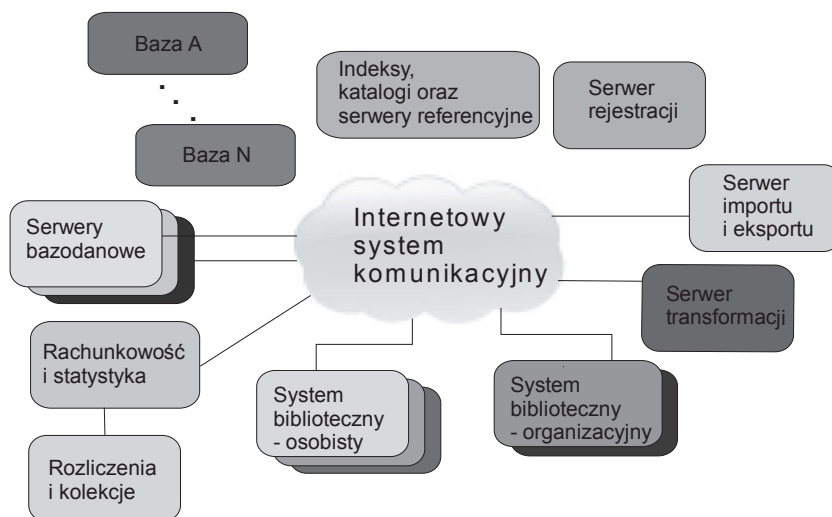 Baza A
Indeksy,
katalogi oraz
serwery referencyjne
Serwer
rejestracji
Baza N
Serwer
importu
i eksportu
Serwery
bazodanowe
Internetowy
system
komunikacyjny
Serwer
transformacji
Rachunkowość
i statystyka
System
biblioteczny
- osobisty
System
biblioteczny
- organizacyjny
Rozliczenia
i kolekcje